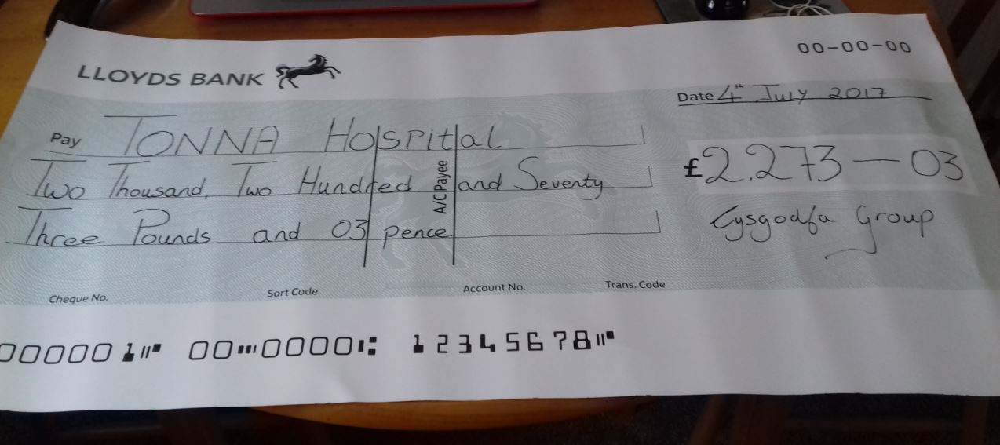 LLOYDS BANK
00-00-00
Date 4th July 2017
Pay TONNA Hospital
£2.273 — 03
Two Thousand, Two Hundred and Seventy
A/C Payee
Three Pounds and 03 pence
Cysgodfa Group
Cheque No. Sort Code Account No. Trans. Code
000001⑈ 00⑉0000⑆ 12345678⑈